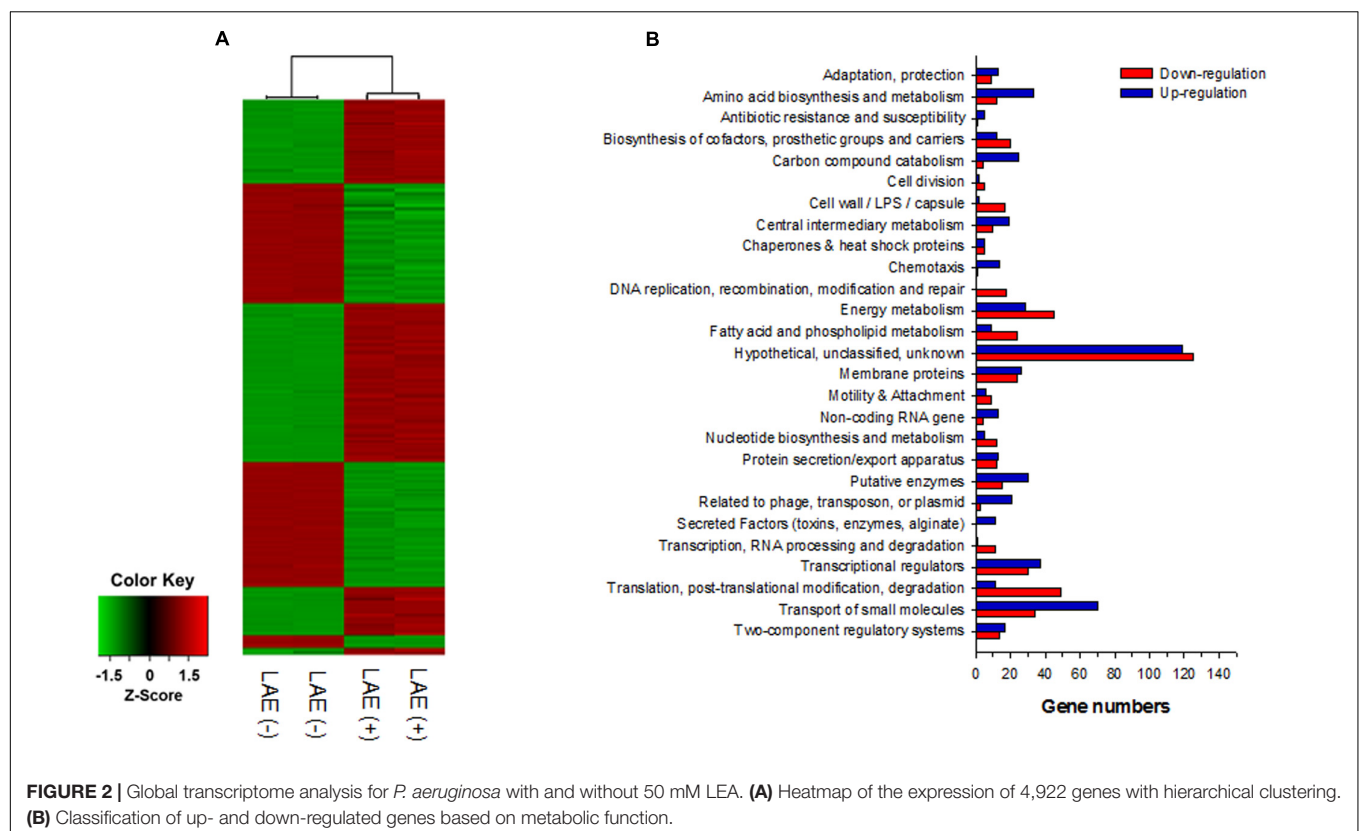 A
Color Key
-1.5 0 1.5
Z-Score
LAE (-)
LAE (-)
LAE (+)
LAE (+)
B
Down-regulation
Up-regulation
Adaptation, protection
Amino acid biosynthesis and metabolism
Antibiotic resistance and susceptibility
Biosynthesis of cofactors, prosthetic groups and carriers
Carbon compound catabolism
Cell division
Cell wall / LPS / capsule
Central intermediary metabolism
Chaperones & heat shock proteins
Chemotaxis
DNA replication, recombination, modification and repair
Energy metabolism
Fatty acid and phospholipid metabolism
Hypothetical, unclassified, unknown
Membrane proteins
Motility & Attachment
Non-coding RNA gene
Nucleotide biosynthesis and metabolism
Protein secretion/export apparatus
Putative enzymes
Related to phage, transposon, or plasmid
Secreted Factors (toxins, enzymes, alginate)
Transcription, RNA processing and degradation
Transcriptional regulators
Translation, post-translational modification, degradation
Transport of small molecules
Two-component regulatory systems
0 20 40 60 80 100 120 140
Gene numbers
FIGURE 2 | Global transcriptome analysis for P. aeruginosa with and without 50 mM LEA. (A) Heatmap of the expression of 4,922 genes with hierarchical clustering.
(B) Classification of up- and down-regulated genes based on metabolic function.